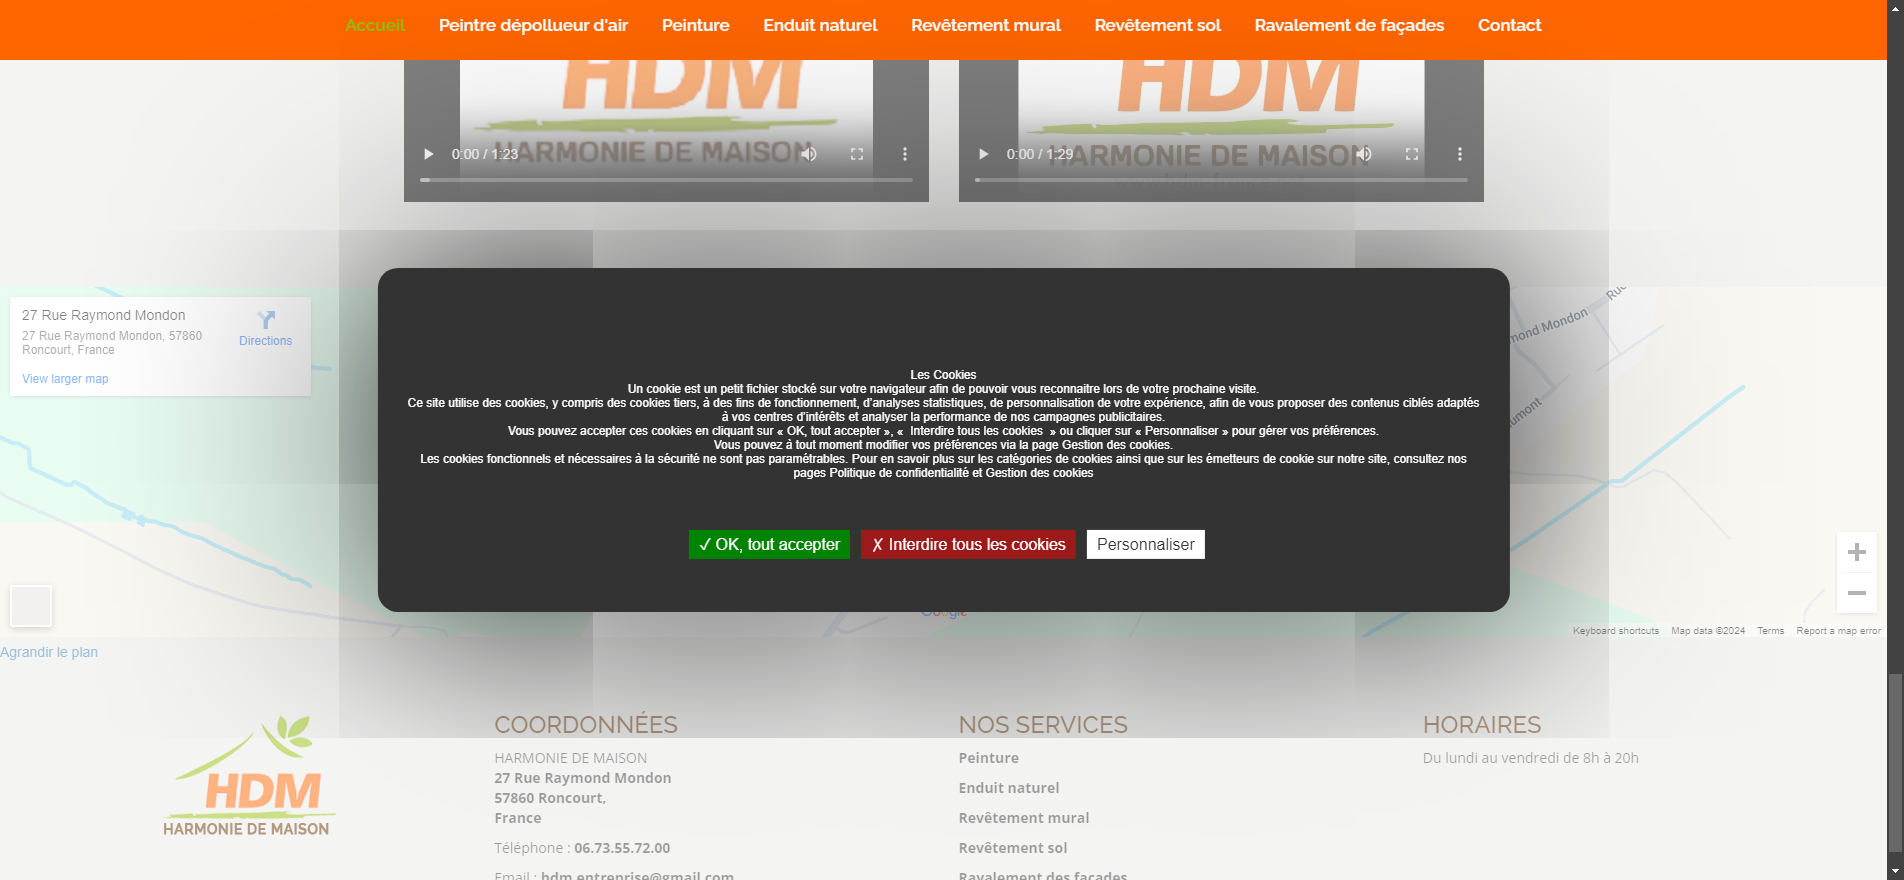 Accueil Peintre dépollueur d'air Peinture Enduit naturel Revêtement mural Revêtement sol Ravalement de façades Contact
HDM
HARMONIE DE MAISON
0:00 / 1:23
HDM
HARMONIE DE MAISON
0:00 / 1:29
27 Rue Raymond Mondon
27 Rue Raymond Mondon, 57860
Roncourt, France
Directions
View larger map
Rue
mond Mondon
umont
Les Cookies
Un cookie est un petit fichier stocké sur votre navigateur afin de pouvoir vous reconnaitre lors de votre prochaine visite.
Ce site utilise des cookies, y compris des cookies tiers, à des fins de fonctionnement, d'analyses statistiques, de personnalisation de votre expérience, afin de vous proposer des contenus ciblés adaptés
à vos centres d'intérêts et analyser la performance de nos campagnes publicitaires.
Vous pouvez accepter ces cookies en cliquant sur « OK, tout accepter », « Interdire tous les cookies » ou cliquer sur « Personnaliser » pour gérer vos préférences.
Vous pouvez à tout moment modifier vos préférences via la page Gestion des cookies.
Les cookies fonctionnels et nécessaires à la sécurité ne sont pas paramétrables. Pour en savoir plus sur les catégories de cookies ainsi que sur les émetteurs de cookie sur notre site, consultez nos
pages Politique de confidentialité et Gestion des cookies
✓ OK, tout accepter ✗ Interdire tous les cookies Personnaliser
Google
Keyboard shortcuts Map data ©2024 Terms Report a map error
Agrandir le plan
HDM
HARMONIE DE MAISON
COORDONNÉES
HARMONIE DE MAISON
27 Rue Raymond Mondon
57860 Roncourt,
France
Téléphone : 06.73.55.72.00
Email : hdm.entreprise@gmail.com
NOS SERVICES
Peinture
Enduit naturel
Revêtement mural
Revêtement sol
Ravalement des façades
HORAIRES
Du lundi au vendredi de 8h à 20h